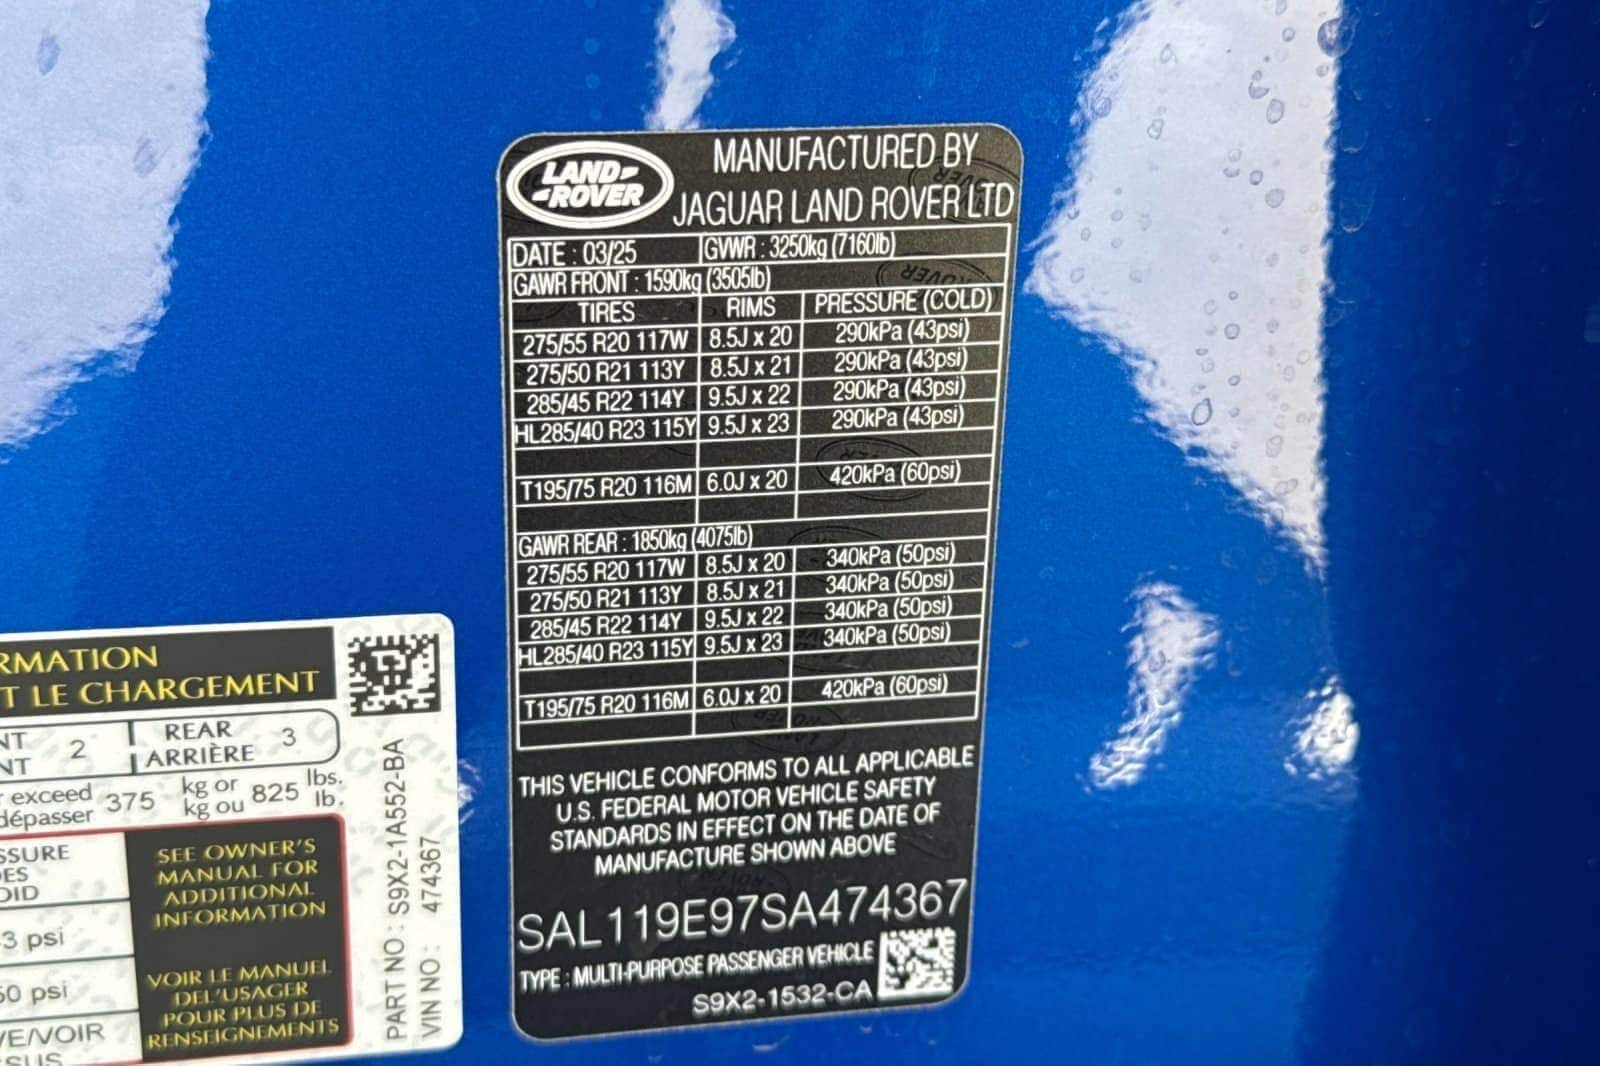 LAND-
-ROVER
MANUFACTURED BY
JAGUAR LAND ROVER LTD
DATE : 03/25 GVWR : 3250kg (7160lb)
GAWR FRONT : 1590kg (3505lb)
TIRES RIMS PRESSURE (COLD)
275/55 R20 117W 8.5J x 20 290kPa (43psi)
275/50 R21 113Y 8.5J x 21 290kPa (43psi)
285/45 R22 114Y 9.5J x 22 290kPa (43psi)
HL285/40 R23 115Y 9.5J x 23 290kPa (43psi)
T195/75 R20 116M 6.0J x 20 420kPa (60psi)
GAWR REAR : 1850kg (4075lb)
275/55 R20 117W 8.5J x 20 340kPa (50psi)
275/50 R21 113Y 8.5J x 21 340kPa (50psi)
285/45 R22 114Y 9.5J x 22 340kPa (50psi)
HL285/40 R23 115Y 9.5J x 23 340kPa (50psi)
T195/75 R20 116M 6.0J x 20 420kPa (60psi)
THIS VEHICLE CONFORMS TO ALL APPLICABLE
U.S. FEDERAL MOTOR VEHICLE SAFETY
STANDARDS IN EFFECT ON THE DATE OF
MANUFACTURE SHOWN ABOVE
SAL119E97SA474367
TYPE : MULTI-PURPOSE PASSENGER VEHICLE
S9X2-1532-CA
RMATION
T LE CHARGEMENT
NT 2 REAR 3
NT ARRIÈRE
exceed 375 kg or 825 lbs.
dépasser kg ou lb.
SSURE
DES
OID
3 psi
50 psi
VE/VOIR
SSUS
SEE OWNER'S
MANUAL FOR
ADDITIONAL
INFORMATION
VOIR LE MANUEL
DEL'USAGER
POUR PLUS DE
RENSEIGNEMENTS
PART NO : S9X2-1A552-BA
VIN NO : 474367